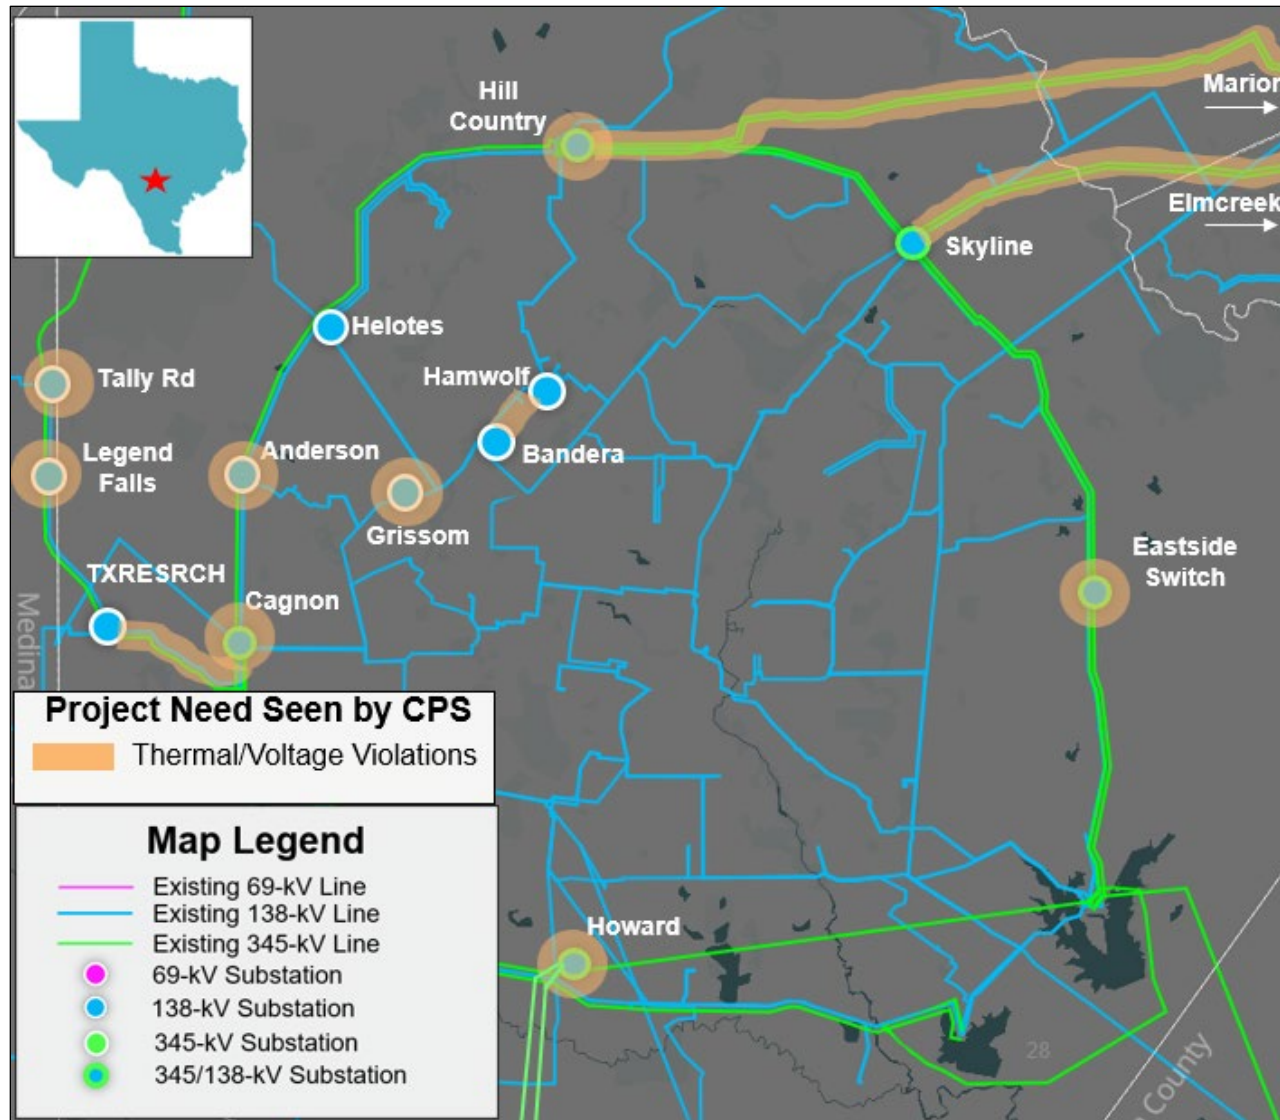 Hill
Country
Marion
Elmcreek
Skyline
Helotes
Hamwolf
Tally Rd
Legend
Falls
Anderson
Bandera
Grissom
TXRESRCH
Cagnon
Eastside
Switch
Medina
Project Need Seen by CPS
Thermal/Voltage Violations
Map Legend
Existing 69-kV Line
Existing 138-kV Line
Existing 345-kV Line
69-kV Substation
138-kV Substation
345-kV Substation
345/138-kV Substation
Howard
28
County